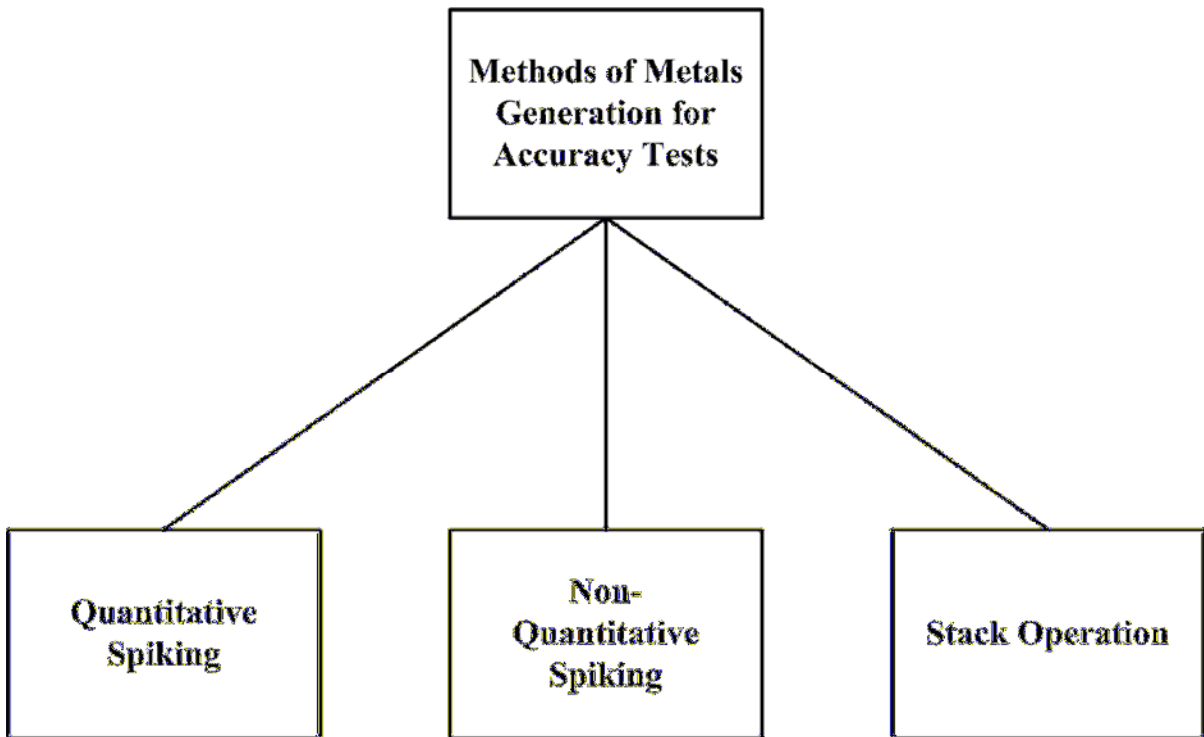 Methods of Metals
Generation for
Accuracy Tests
Quantitative
Spiking
Non-
Quantitative
Spiking
Stack Operation